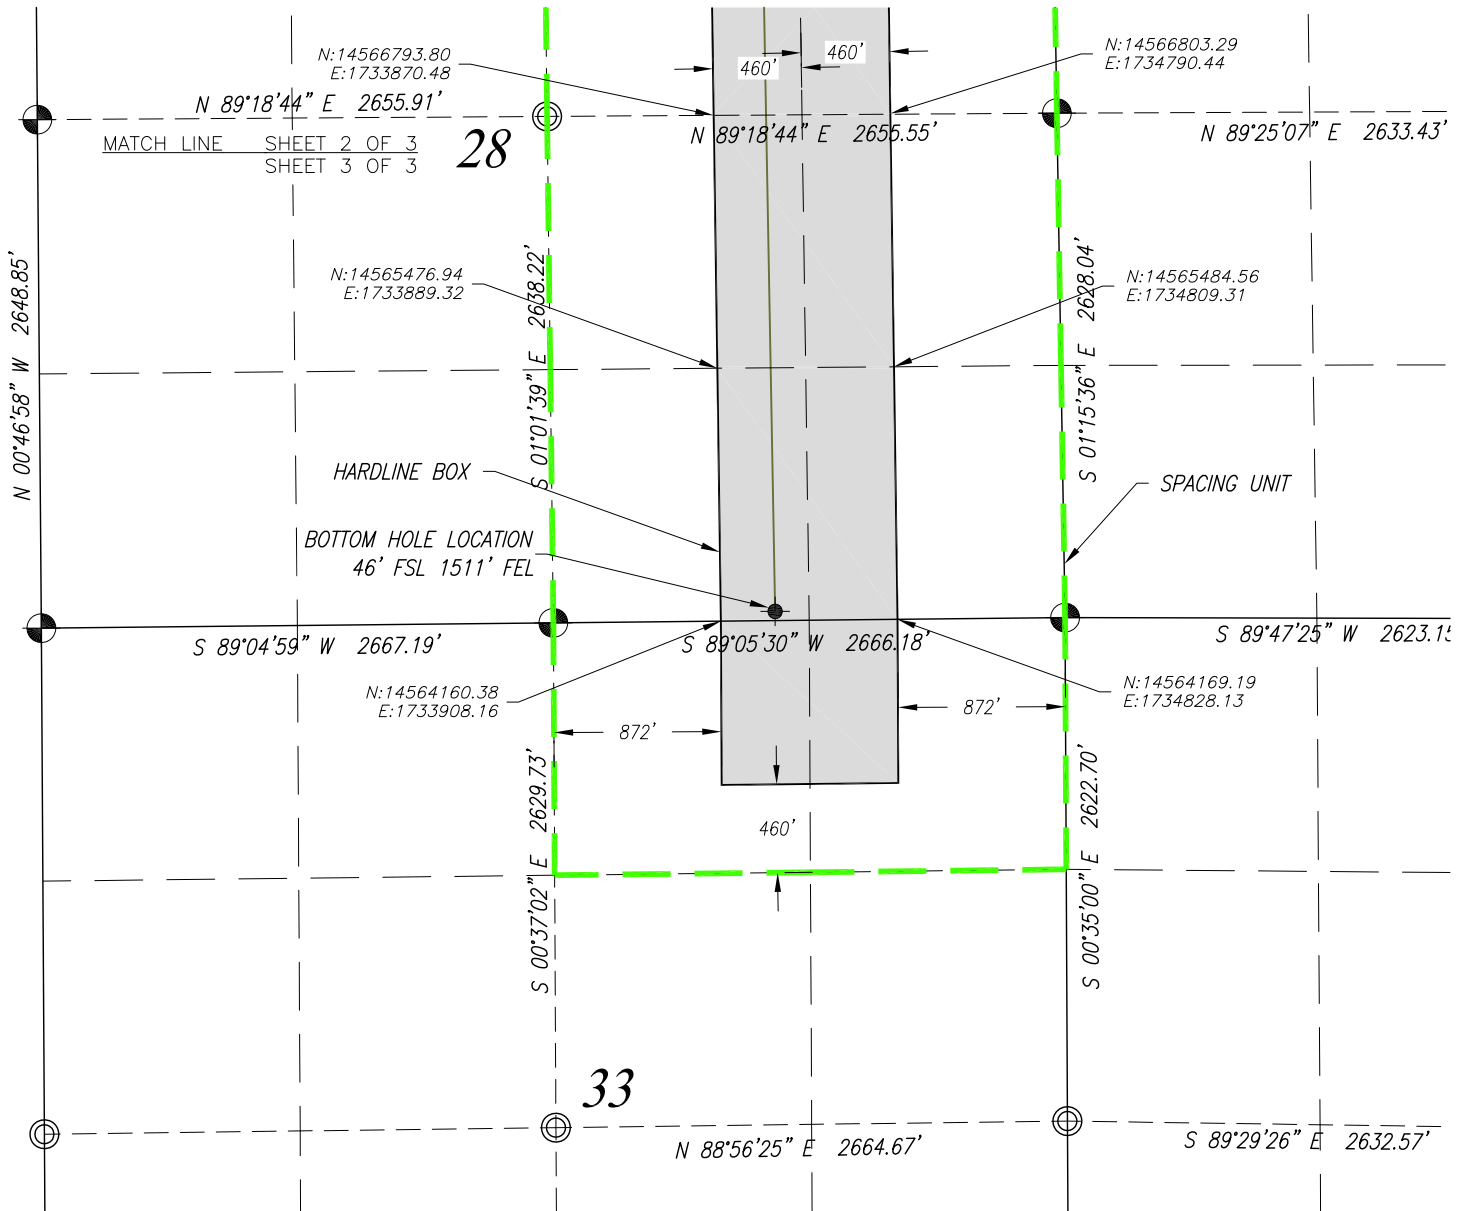 N:14566793.80
E:1733870.48
460'
460'
N:14566803.29
E:1734790.44
N 89°18'44" E 2655.91'
N 89°18'44" E 2655.55'
N 89°25'07" E 2633.43'
MATCH LINE SHEET 2 OF 3
SHEET 3 OF 3
28
N 00°46'58" W 2648.85'
S 01°01'39" E 2638.22'
S 01°15'36" E 2628.04'
N:14565476.94
E:1733889.32
N:14565484.56
E:1734809.31
HARDLINE BOX
SPACING UNIT
BOTTOM HOLE LOCATION
46' FSL 1511' FEL
S 89°04'59" W 2667.19'
S 89°05'30" W 2666.18'
S 89°47'25" W 2623.15
N:14564160.38
E:1733908.16
N:14564169.19
E:1734828.13
872'
872'
460'
S 00°37'02" E 2629.73'
S 00°35'00" E 2622.70'
33
N 88°56'25" E 2664.67'
S 89°29'26" E 2632.57'